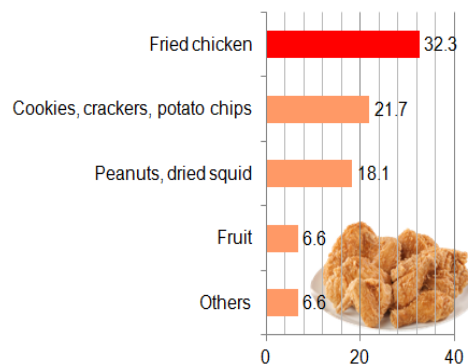 Fried chicken 32.3
Cookies, crackers, potato chips 21.7
Peanuts, dried squid 18.1
Fruit 6.6
Others 6.6
0 20 40